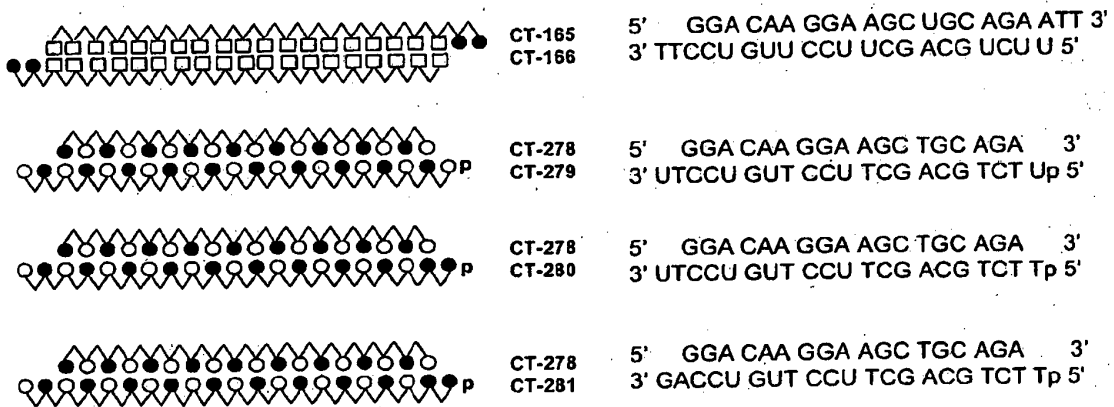 CT-165 5' GGA CAA GGA AGC UGC AGA ATT 3'
CT-166 3' TTCCU GUU CCU UCG ACG UCU U 5'
CT-278 5' GGA CAA GGA AGC TGC AGA 3'
p CT-279 3' UTCCU GUT CCU TCG ACG TCT Up 5'
CT-278 5' GGA CAA GGA AGC TGC AGA 3'
p CT-280 3' UTCCU GUT CCU TCG ACG TCT Tp 5'
CT-278 5' GGA CAA GGA AGC TGC AGA 3'
p CT-281 3' GACCU GUT CCU TCG ACG TCT Tp 5'